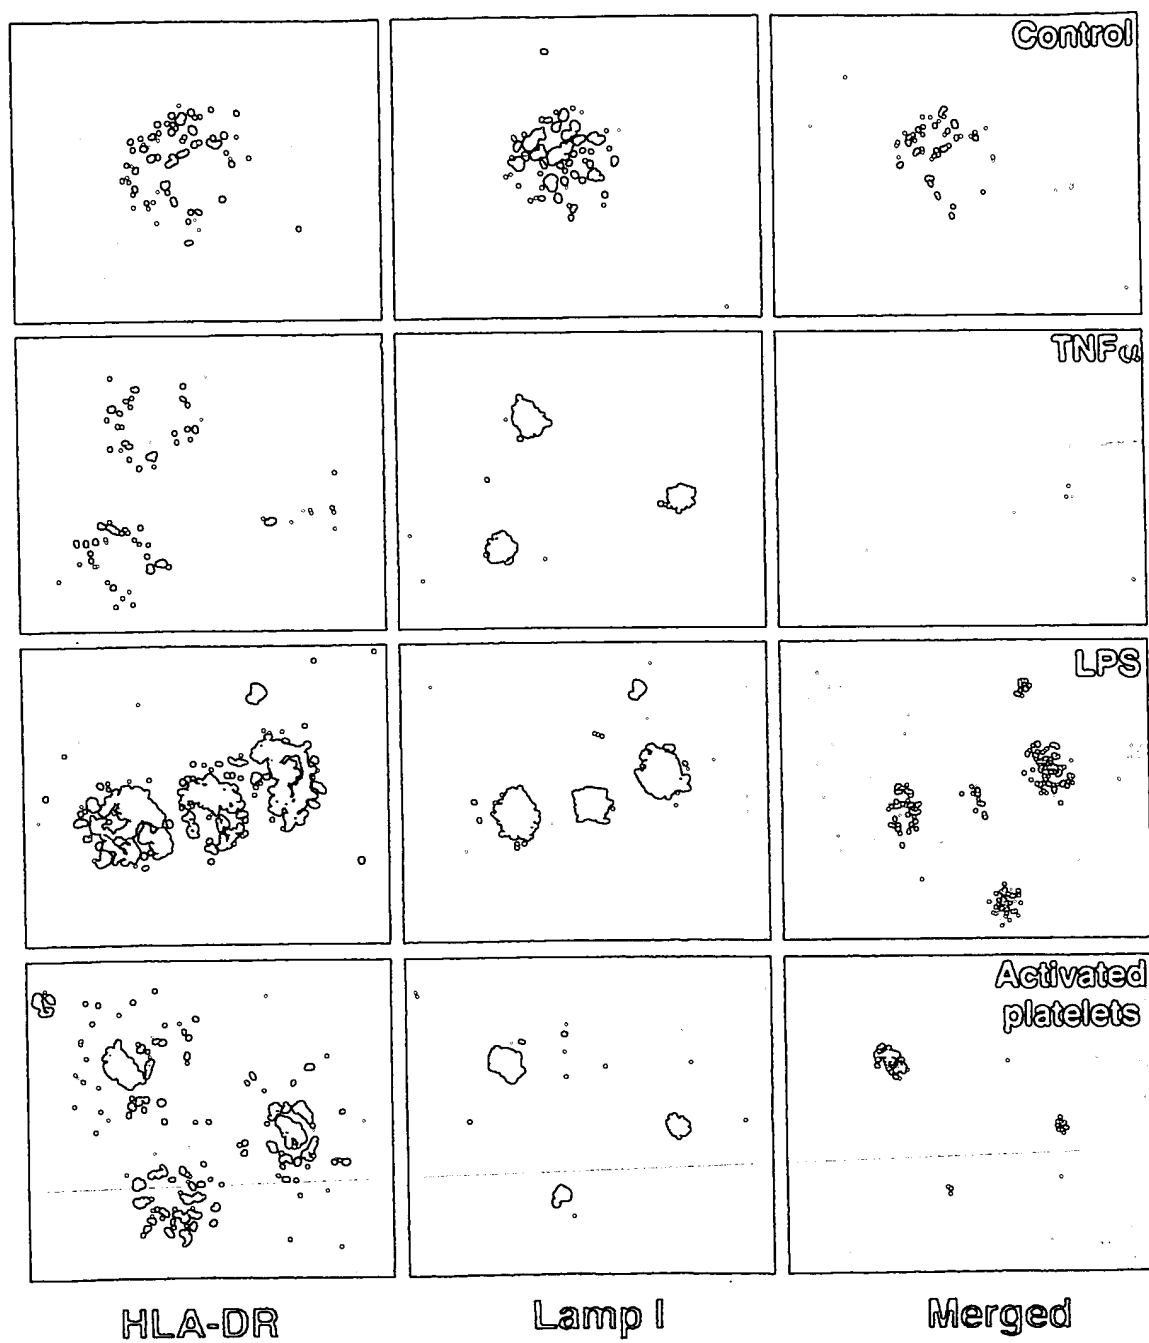 Control
TNFα
LPS
Activated
platelets
HLA-DR
Lamp I
Merged